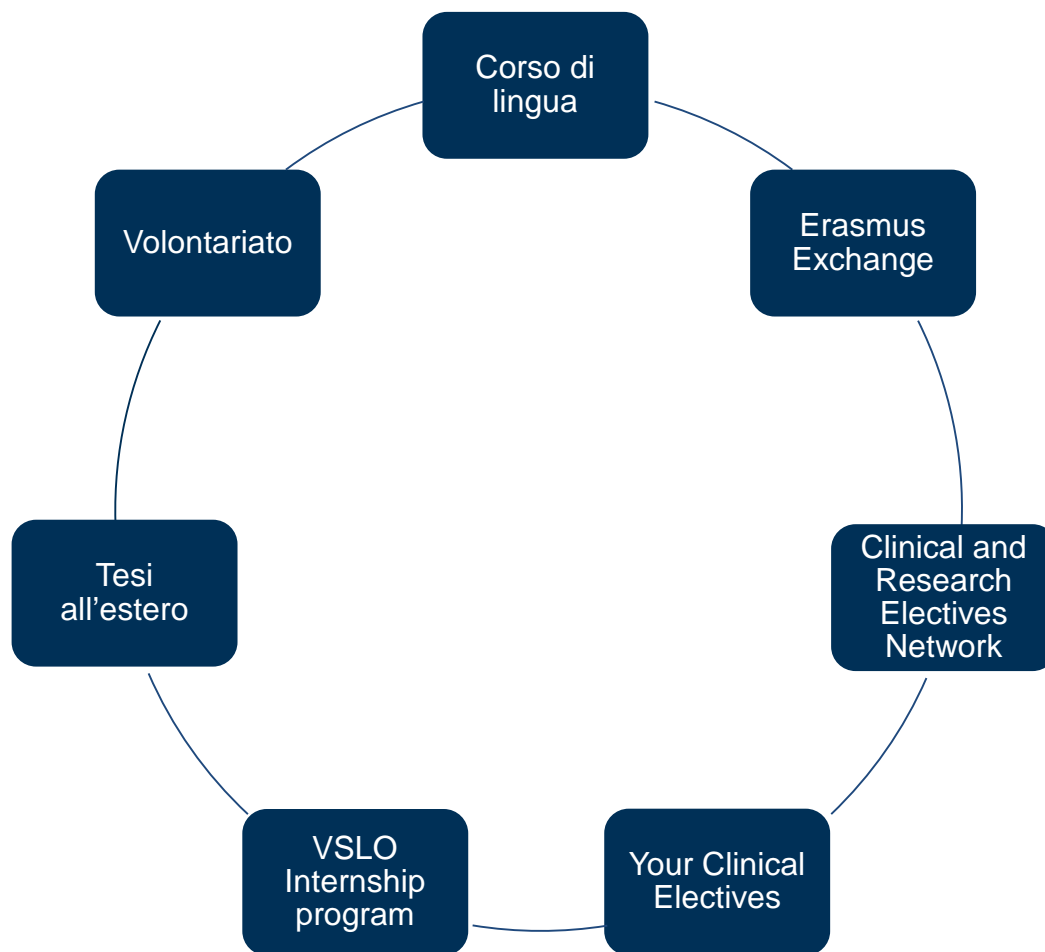 Corso di
lingua
Erasmus
Exchange
Clinical and
Research
Electives
Network
Your Clinical
Electives
VSLO
Internship
program
Tesi
all’estero
Volontariato